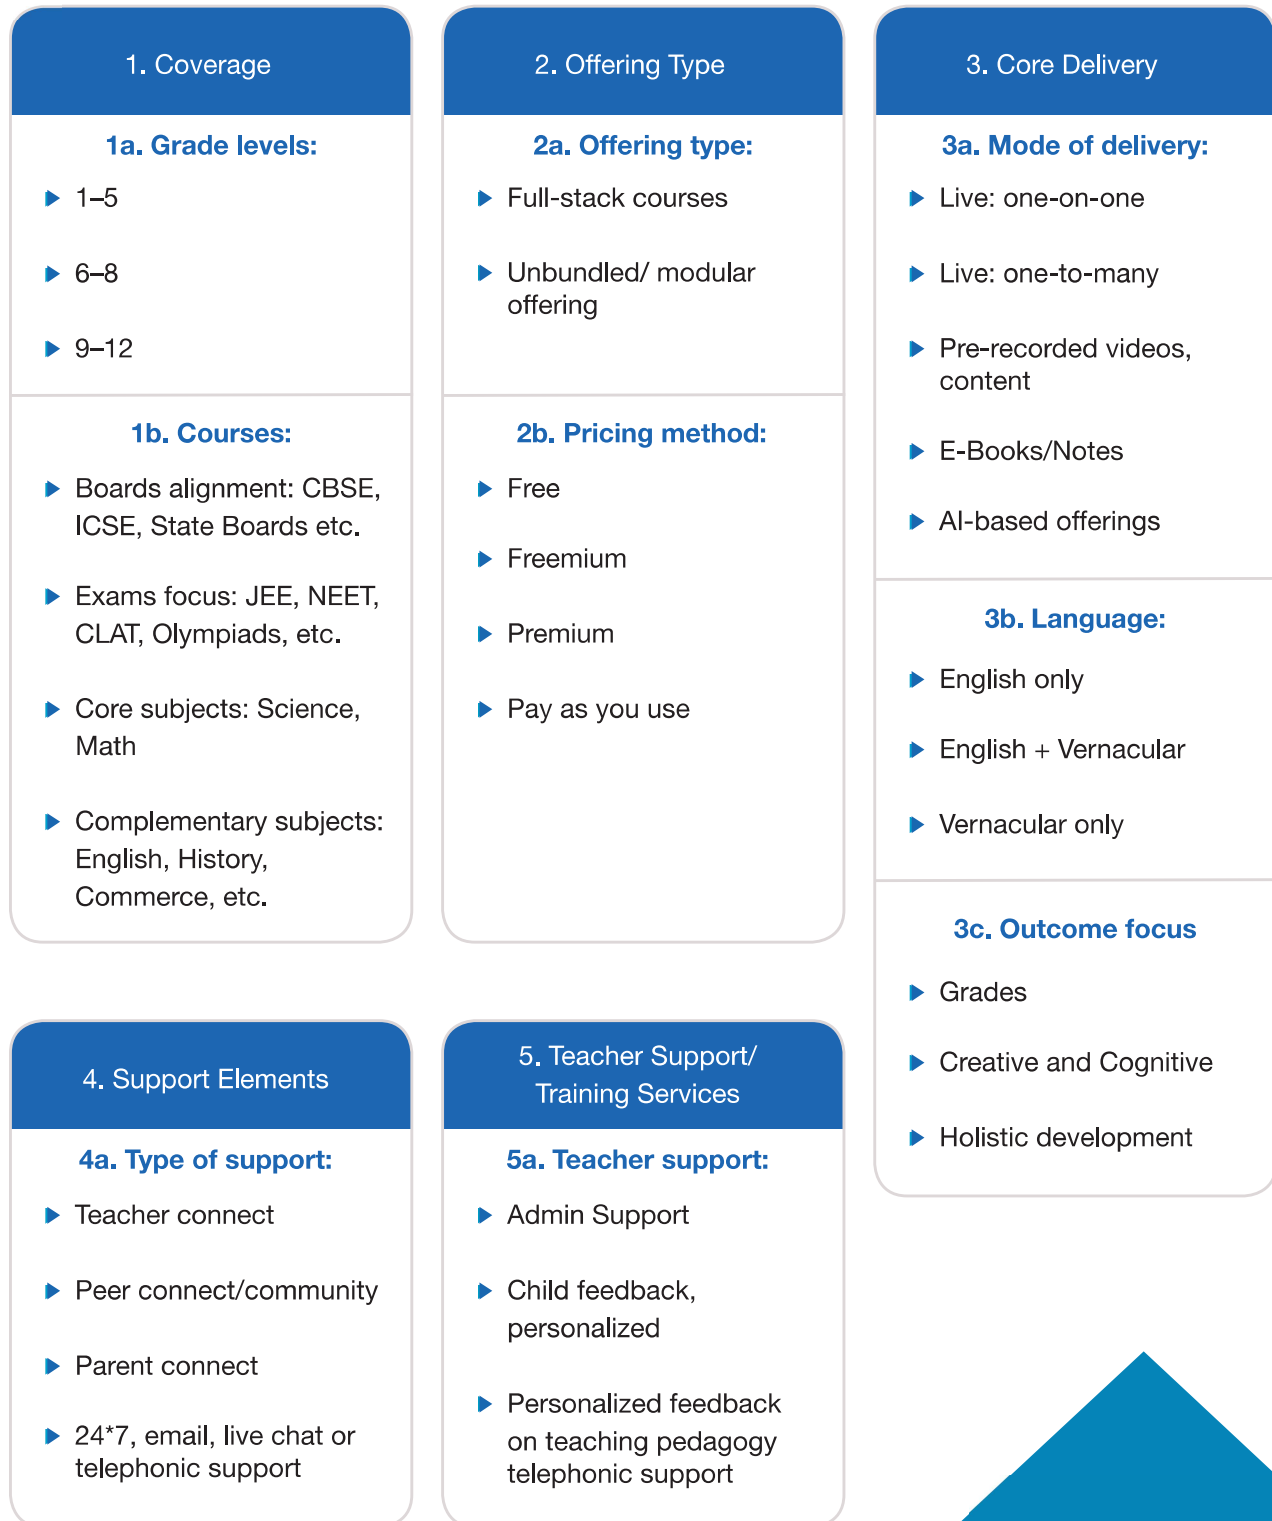 1. Coverage
1a. Grade levels:
1–5
6–8
9–12
1b. Courses:
Boards alignment: CBSE,
ICSE, State Boards etc.
Exams focus: JEE, NEET,
CLAT, Olympiads, etc.
Core subjects: Science,
Math
Complementary subjects:
English, History,
Commerce, etc.
2. Offering Type
2a. Offering type:
Full-stack courses
Unbundled/ modular
offering
2b. Pricing method:
Free
Freemium
Premium
Pay as you use
3. Core Delivery
3a. Mode of delivery:
Live: one-on-one
Live: one-to-many
Pre-recorded videos,
content
E-Books/Notes
AI-based offerings
3b. Language:
English only
English + Vernacular
Vernacular only
3c. Outcome focus
Grades
Creative and Cognitive
Holistic development
4. Support Elements
4a. Type of support:
Teacher connect
Peer connect/community
Parent connect
24*7, email, live chat or
telephonic support
5. Teacher Support/
Training Services
5a. Teacher support:
Admin Support
Child feedback,
personalized
Personalized feedback
on teaching pedagogy
telephonic support